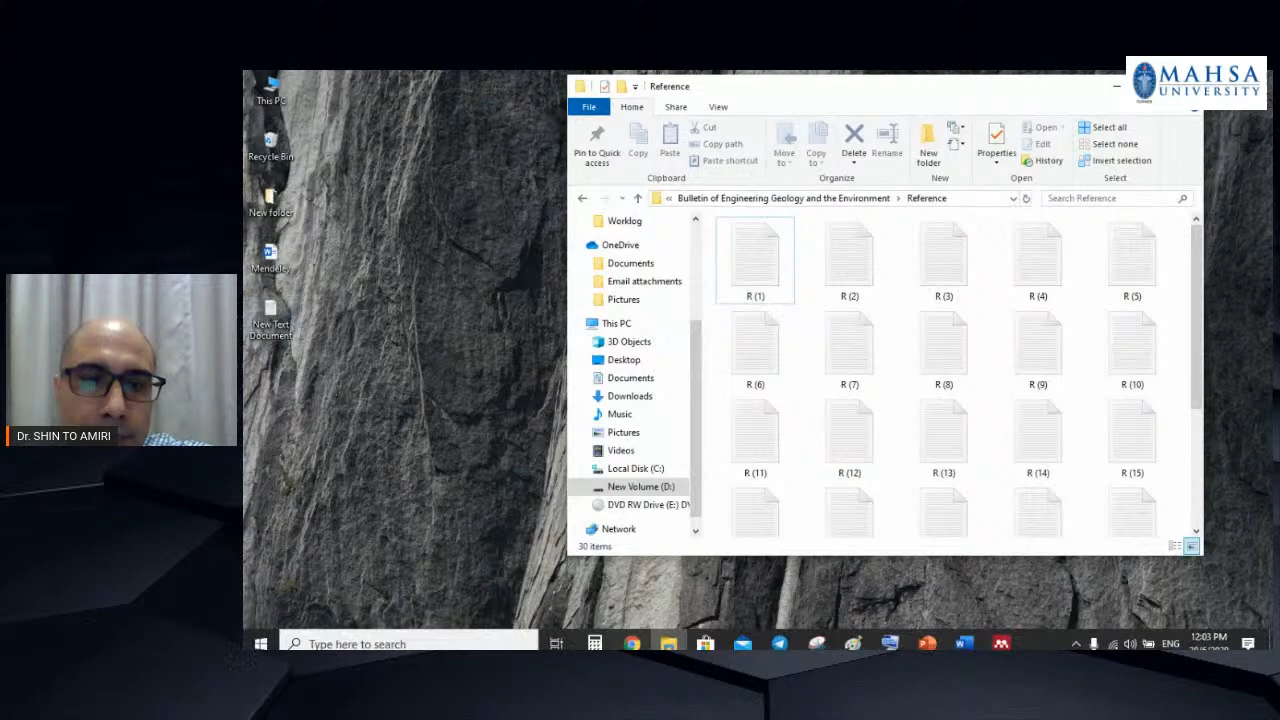 MAHSA
UNIVERSITY
This PC
Recycle Bin
New folder
Mendeley
New Text
Document
Dr. SHIN TO AMIRI
Reference
File Home Share View
Pin to Quick
access
Copy
Paste
Cut
Copy path
Paste shortcut
Clipboard
Move
to
Copy
to
Delete
Rename
Organize
New
folder
New
Properties
Open
Edit
History
Open
Select all
Select none
Invert selection
Select
« Bulletin of Engineering Geology and the Environment › Reference
Search Reference
Worklog
OneDrive
Documents
Email attachments
Pictures
This PC
3D Objects
Desktop
Documents
Downloads
Music
Pictures
Videos
Local Disk (C:)
New Volume (D:)
DVD RW Drive (E:)
Network
R (1) R (2) R (3) R (4) R (5)
R (6) R (7) R (8) R (9) R (10)
R (11) R (12) R (13) R (14) R (15)
30 items
Type here to search
ENG
12:03 PM